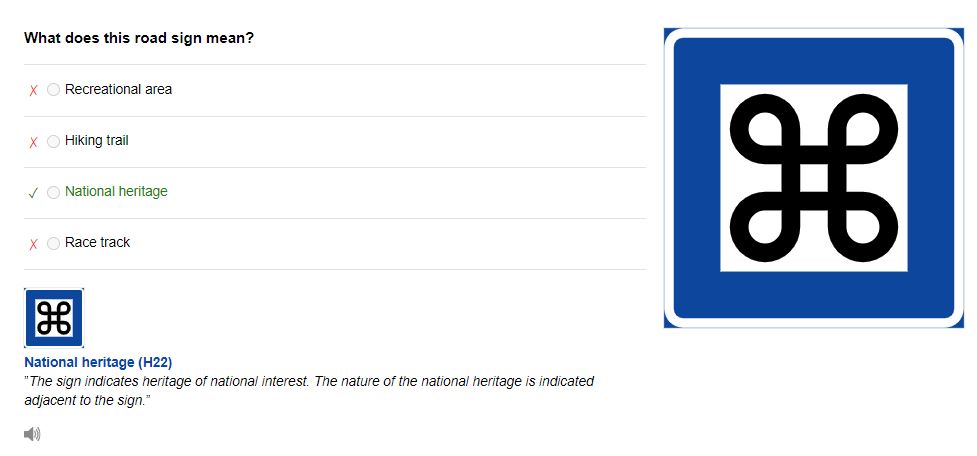 What does this road sign mean?
✗ Recreational area
✗ Hiking trail
✓ National heritage
✗ Race track
National heritage (H22)
"The sign indicates heritage of national interest. The nature of the national heritage is indicated
adjacent to the sign."